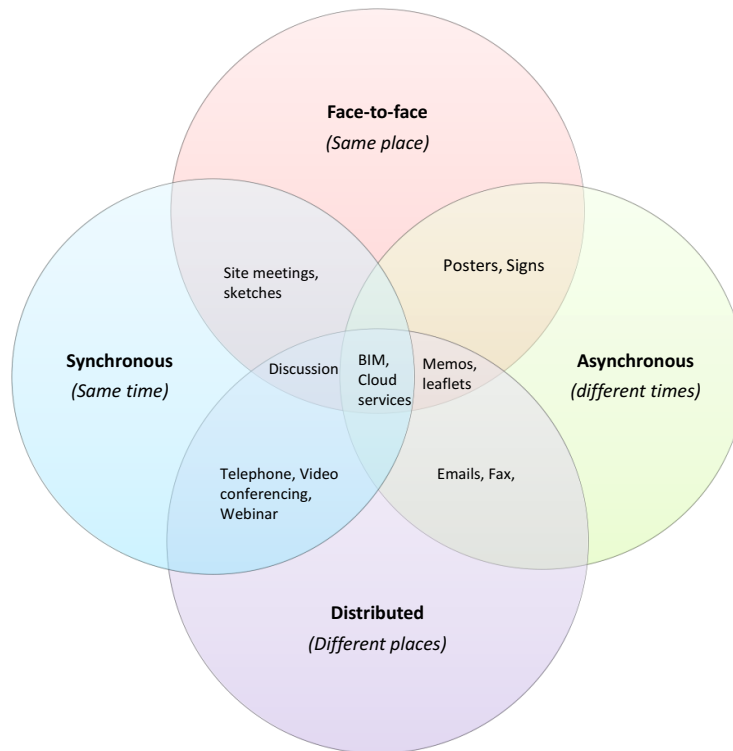 Face-to-face
(Same place)
Site meetings,
sketches
Posters, Signs
Synchronous
(Same time)
Discussion
BIM,
Cloud
services
Memos,
leaflets
Asynchronous
(different times)
Telephone, Video
conferencing,
Webinar
Emails, Fax,
Distributed
(Different places)